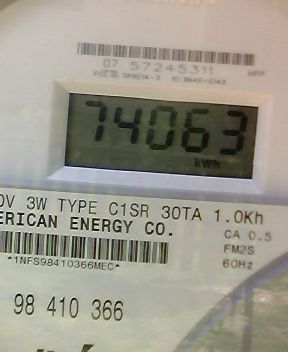 07 57245311
74063
kWh
0V 3W TYPE C1SR 30TA 1.0Kh
ERICAN ENERGY CO.
CA 0.5
FM2S
60Hz
*1NFS98410366MEC*
98 410 366